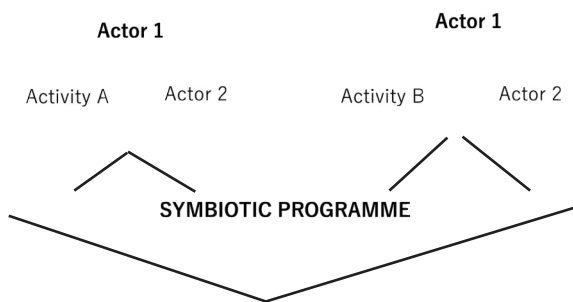 Actor 1
Actor 1
Activity A
Actor 2
Activity B
Actor 2
SYMBIOTIC PROGRAMME